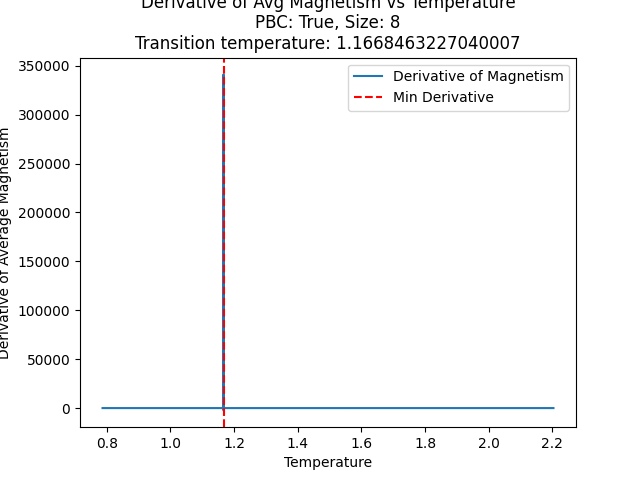 Derivative of Avg Magnetism vs Temperature
PBC: True, Size: 8
Transition temperature: 1.1668463227040007
Derivative of Magnetism
Min Derivative
Derivative of Average Magnetism
350000
300000
250000
200000
150000
100000
50000
0
0.8 1.0 1.2 1.4 1.6 1.8 2.0 2.2
Temperature